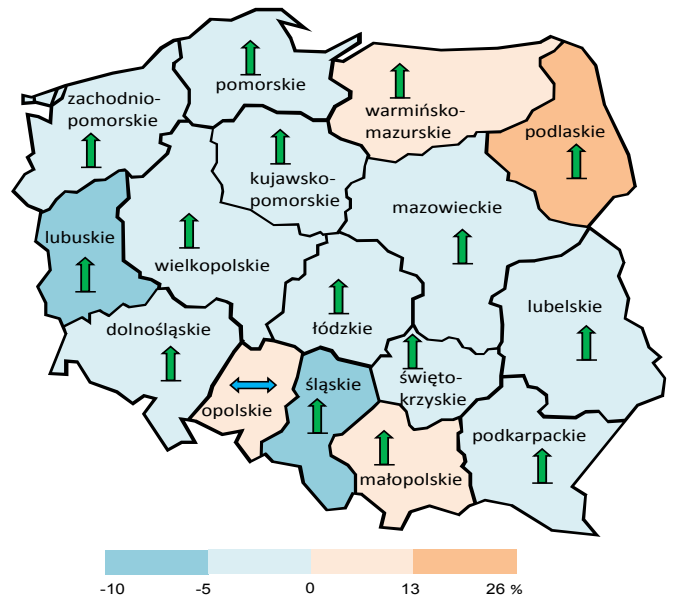 pomorskie
zachodnio-
pomorskie
warmińsko-
mazurskie
podlaskie
kujawsko-
pomorskie
mazowieckie
lubuskie
wielkopolskie
lubelskie
łódzkie
dolnośląskie
śląskie
święto-
krzyskie
opolskie
podkarpackie
małopolskie
-10 -5 0 13 26 %